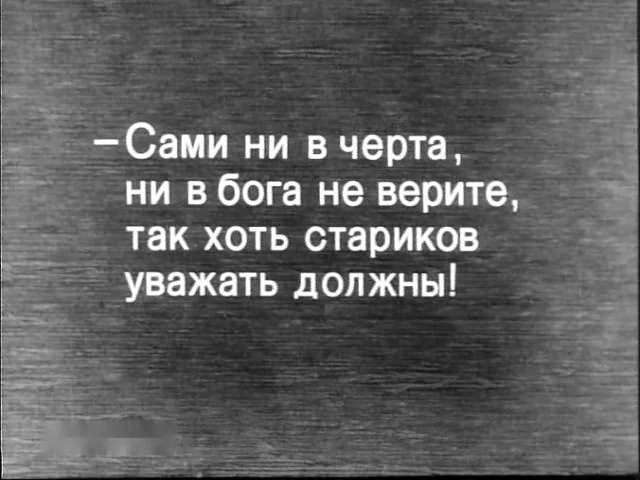 – Сами ни в черта,
ни в бога не верите,
так хоть стариков
уважать должны!